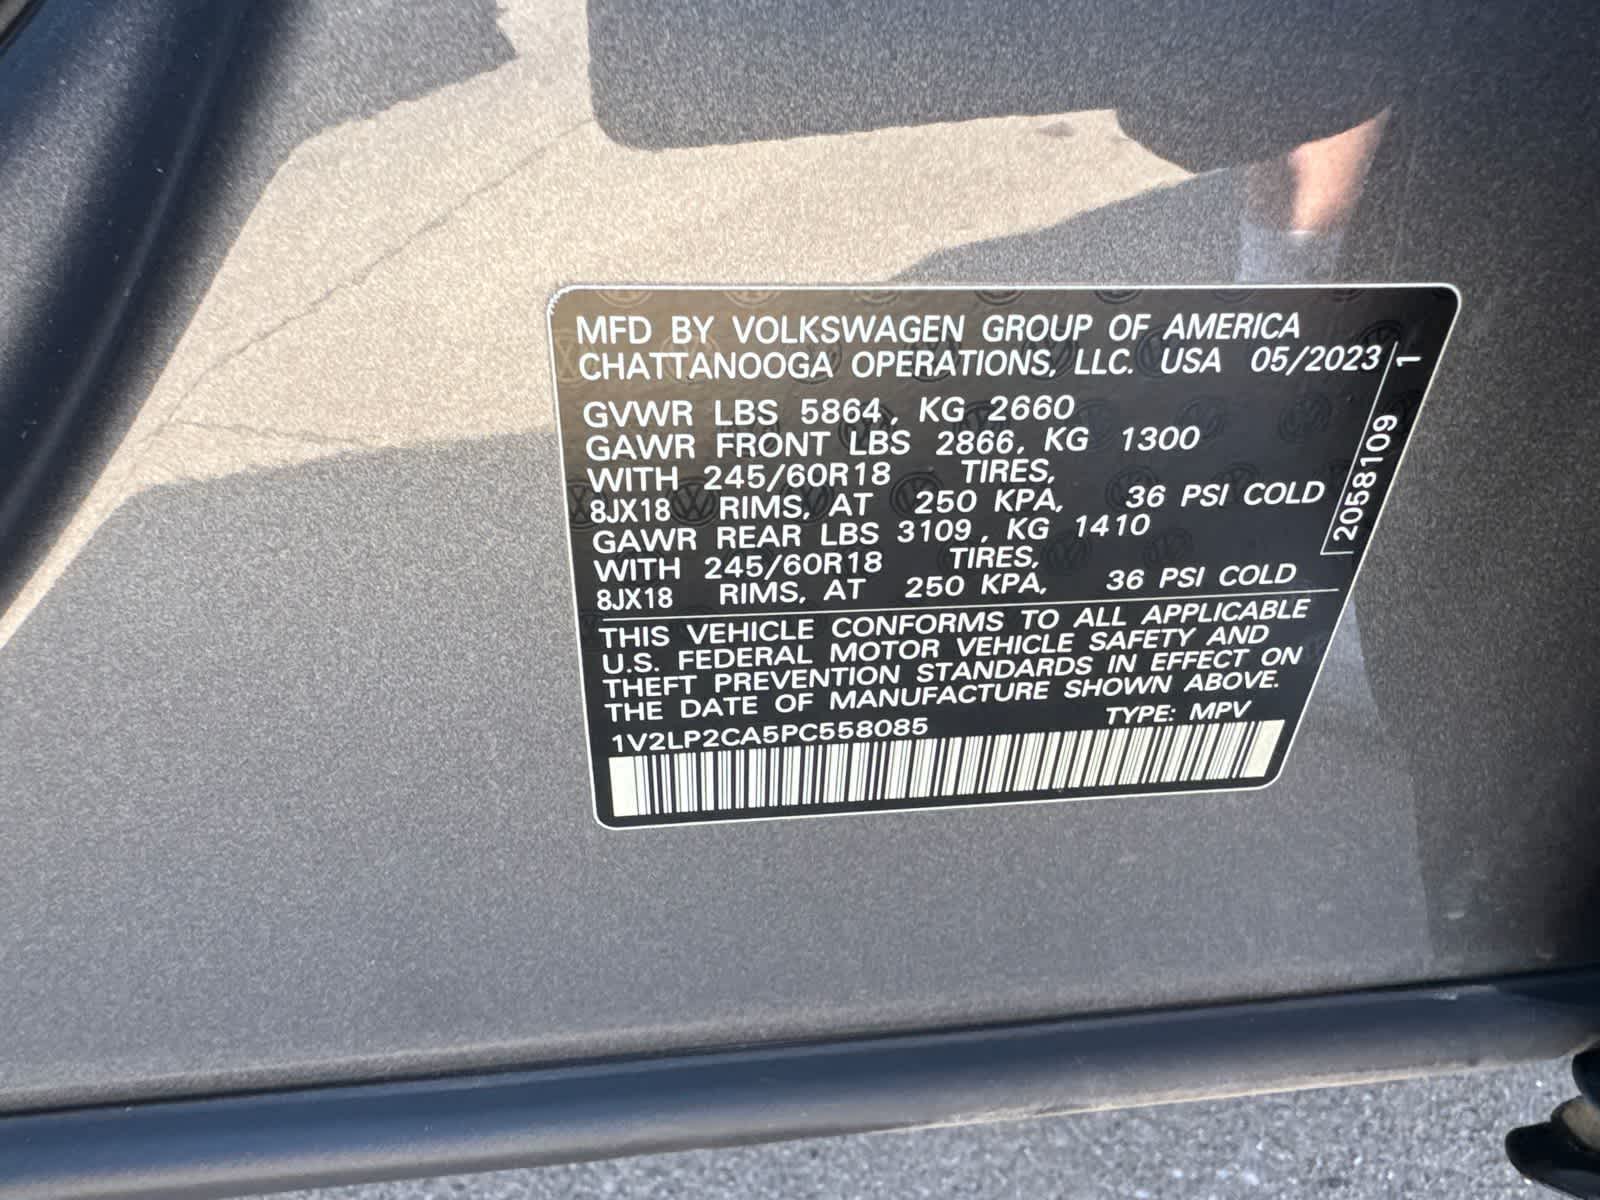 MFD BY VOLKSWAGEN GROUP OF AMERICA
CHATTANOOGA OPERATIONS, LLC. USA 05/2023
GVWR LBS 5864, KG 2660
GAWR FRONT LBS 2866, KG 1300
WITH 245/60R18 TIRES,
8JX18 RIMS, AT 250 KPA, 36 PSI COLD
GAWR REAR LBS 3109, KG 1410
WITH 245/60R18 TIRES,
8JX18 RIMS, AT 250 KPA, 36 PSI COLD
THIS VEHICLE CONFORMS TO ALL APPLICABLE
U.S. FEDERAL MOTOR VEHICLE SAFETY AND
THEFT PREVENTION STANDARDS IN EFFECT ON
THE DATE OF MANUFACTURE SHOWN ABOVE.
1V2LP2CA5PC558085 TYPE: MPV
2058109 1